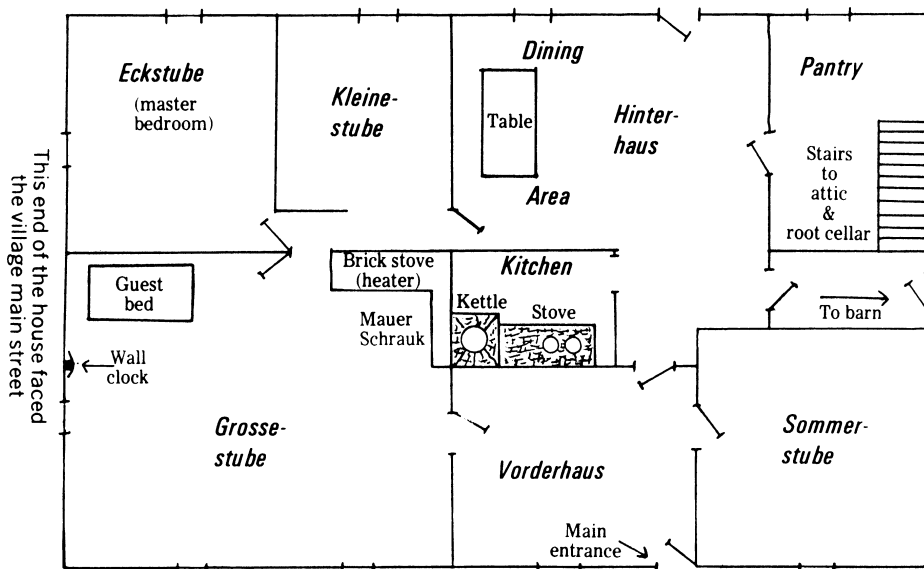 Eckstube
(master
bedroom)
Kleine-
stube
Dining
Table
Area
Hinter-
haus
Pantry
Stairs
to
attic
&
root cellar
This end of the house faced
the village main street
Guest
bed
Brick stove
(heater)
Kitchen
Kettle
Stove
Mauer
Schrauk
To barn
Wall
clock
Grosse-
stube
Vorderhaus
Sommer-
stube
Main
entrance